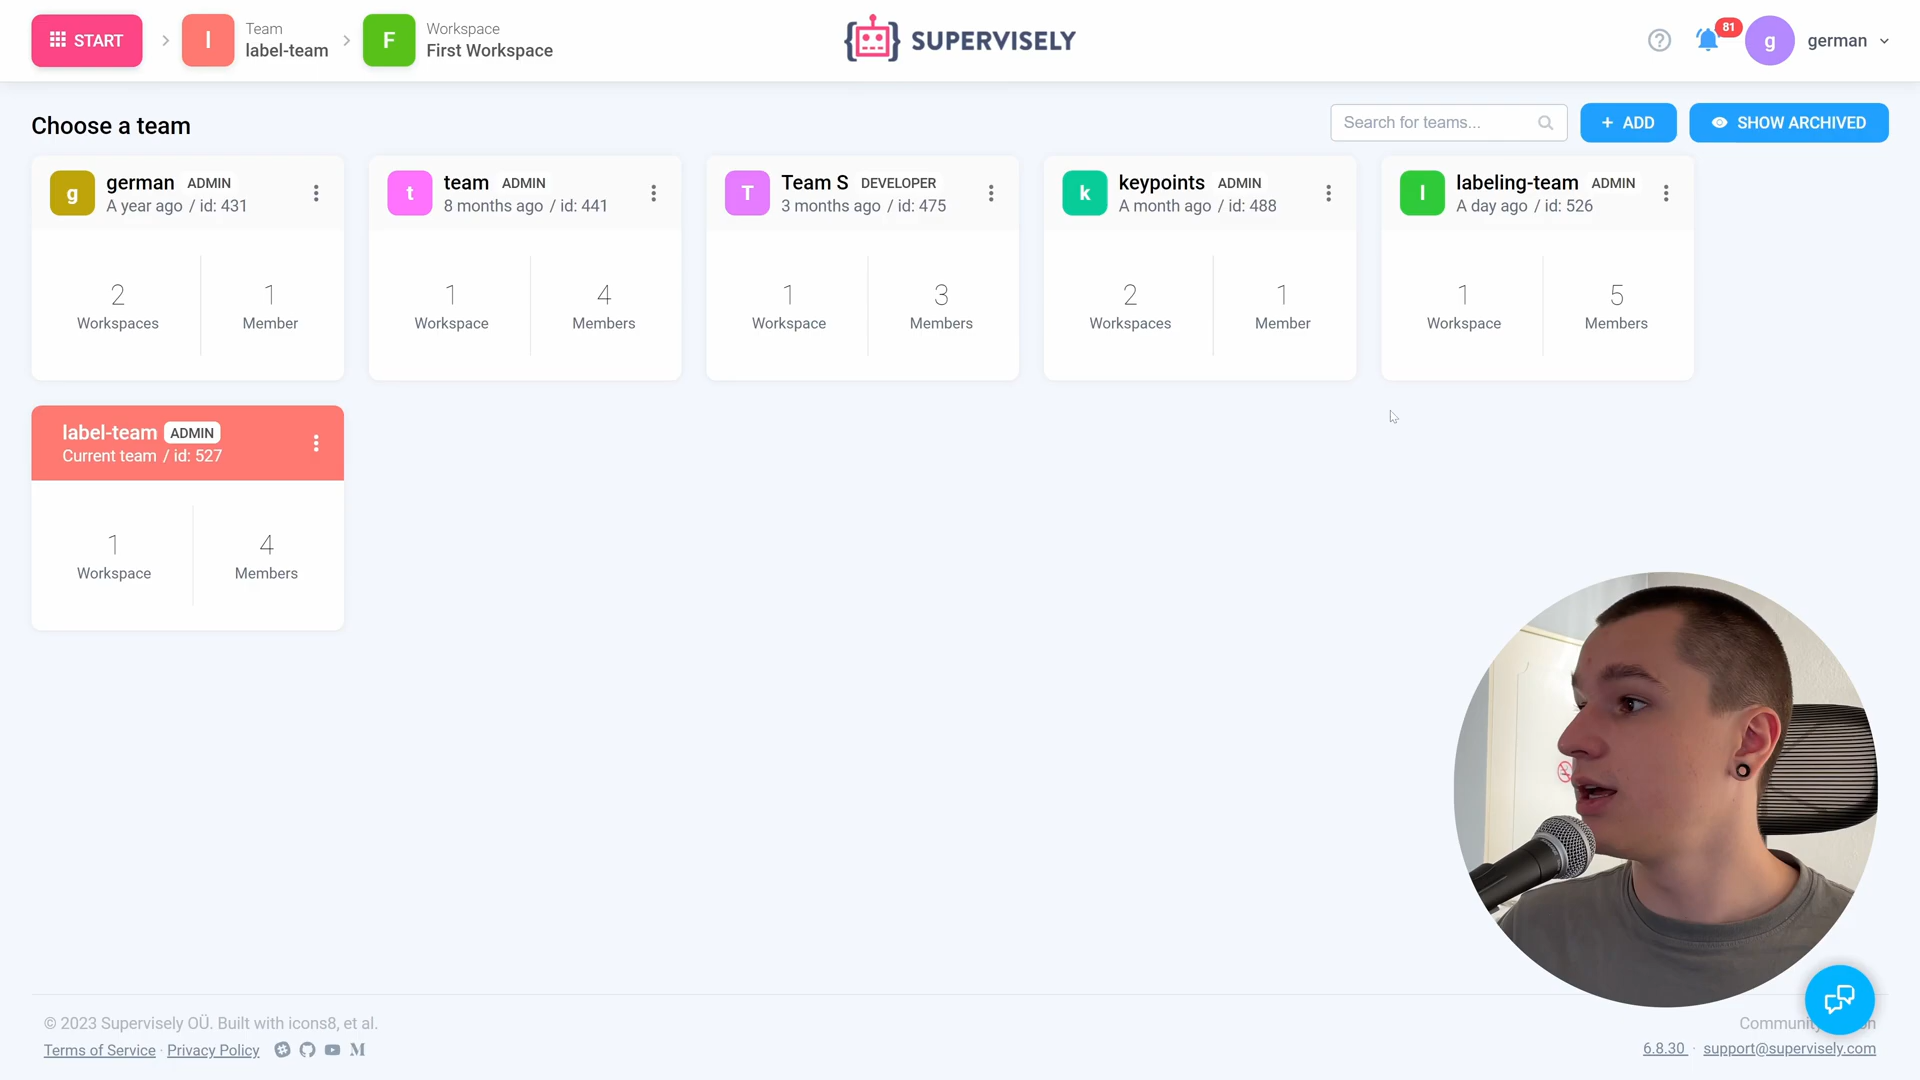 START
Team
label-team
Workspace
First Workspace
SUPERVISELY
81
german
Choose a team
Search for teams...
+ ADD
SHOW ARCHIVED
g
german ADMIN
A year ago / id: 431
2
Workspaces
1
Member
t
team ADMIN
8 months ago / id: 441
1
Workspace
4
Members
T
Team S DEVELOPER
3 months ago / id: 475
1
Workspace
3
Members
k
keypoints ADMIN
A month ago / id: 488
2
Workspaces
1
Member
l
labeling-team ADMIN
A day ago / id: 526
1
Workspace
5
Members
label-team ADMIN
Current team / id: 527
1
Workspace
4
Members
© 2023 Supervisely OÜ. Built with icons8, et al.
Terms of Service · Privacy Policy
6.8.30 · support@supervisely.com